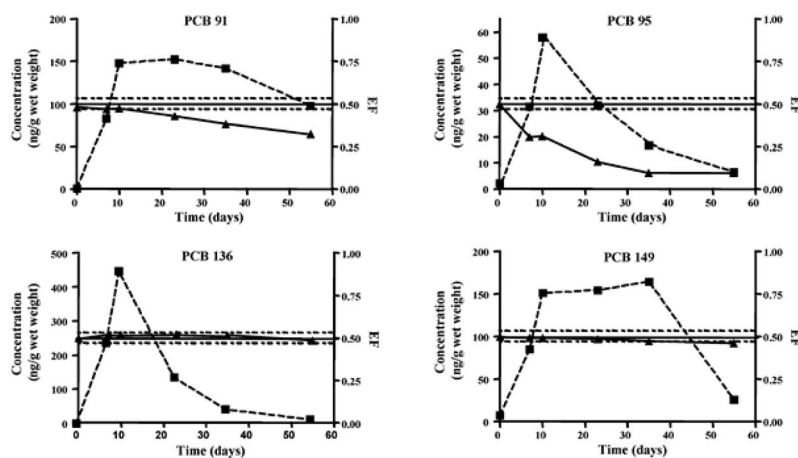 PCB 91
Concentration
(ng/g wet weight)
200
150
100
50
0
1.00
0.75
0.50
0.25
0.00
EF
0 10 20 30 40 50 60
Time (days)
PCB 95
Concentration
(ng/g wet weight)
60
50
40
30
20
10
0
1.00
0.75
0.50
0.25
0.00
EF
0 10 20 30 40 50 60
Time (days)
PCB 136
Concentration
(ng/g wet weight)
500
400
300
200
100
0
1.00
0.75
0.50
0.25
0.00
EF
0 10 20 30 40 50 60
Time (days)
PCB 149
Concentration
(ng/g wet weight)
200
150
100
50
0
1.00
0.75
0.50
0.25
0.00
EF
0 10 20 30 40 50 60
Time (days)